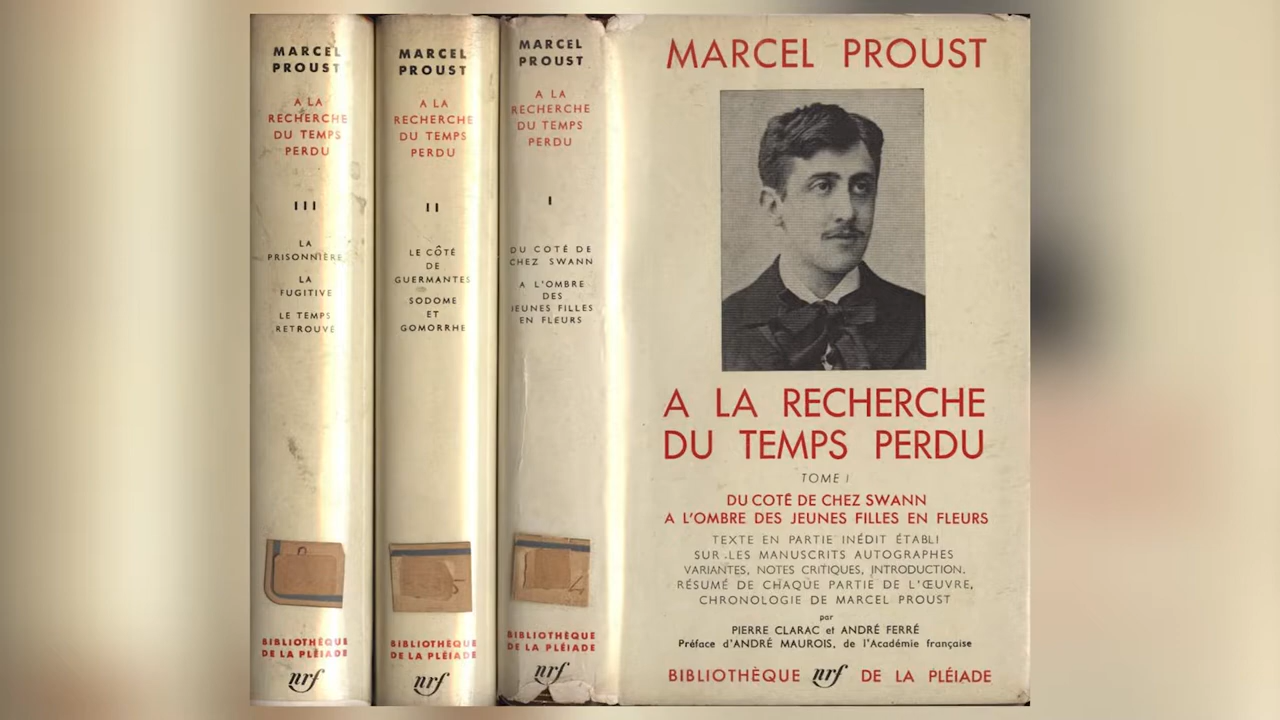 MARCEL
PROUST
A LA
RECHERCHE
DU TEMPS
PERDU
III
LA
PRISONNIÈRE
LA
FUGITIVE
LE TEMPS
RETROUVÉ
BIBLIOTHÈQUE
DE LA PLÉIADE
nrf
MARCEL
PROUST
A LA
RECHERCHE
DU TEMPS
PERDU
II
LE CÔTÉ
DE
GUERMANTES
SODOME
ET
GOMORRHE
5
BIBLIOTHÈQUE
DE LA PLÉIADE
nrf
MARCEL
PROUST
A LA
RECHERCHE
DU TEMPS
PERDU
I
DU COTÉ DE
CHEZ SWANN
A L'OMBRE
DES
JEUNES FILLES
EN FLEURS
4
BIBLIOTHÈQUE
DE LA PLÉIADE
nrf
MARCEL PROUST
A LA RECHERCHE
DU TEMPS PERDU
TOME I
DU COTÉ DE CHEZ SWANN
A L'OMBRE DES JEUNES FILLES EN FLEURS
TEXTE EN PARTIE INÉDIT ÉTABLI
SUR LES MANUSCRITS AUTOGRAPHES
VARIANTES, NOTES CRITIQUES, INTRODUCTION.
RÉSUMÉ DE CHAQUE PARTIE DE L'ŒUVRE,
CHRONOLOGIE DE MARCEL PROUST
par
PIERRE CLARAC et ANDRÉ FERRÉ
Préface d'ANDRÉ MAUROIS, de l'Académie française
BIBLIOTHÈQUE nrf DE LA PLÉIADE